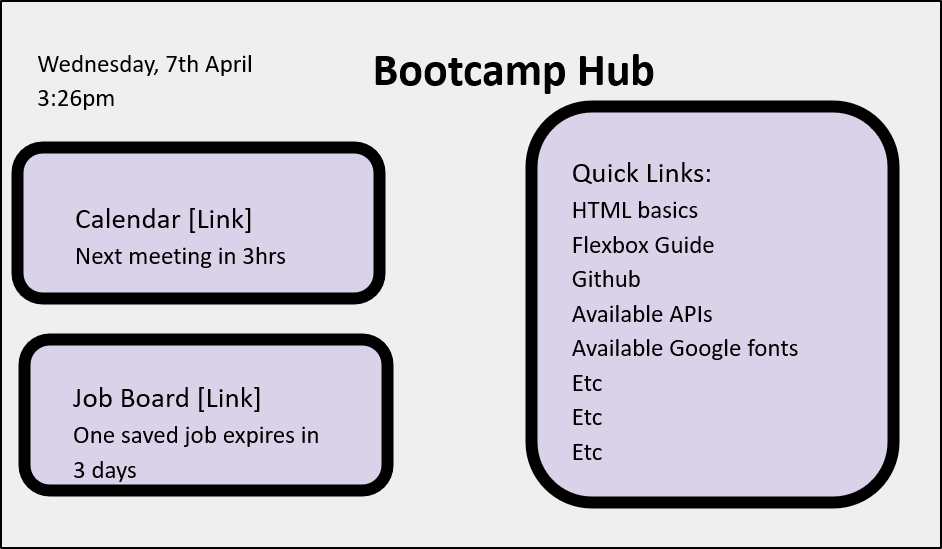 Wednesday, 7th April
3:26pm
Bootcamp Hub
Calendar [Link]
Next meeting in 3hrs
Job Board [Link]
One saved job expires in
3 days
Quick Links:
HTML basics
Flexbox Guide
Github
Available APIs
Available Google fonts
Etc
Etc
Etc